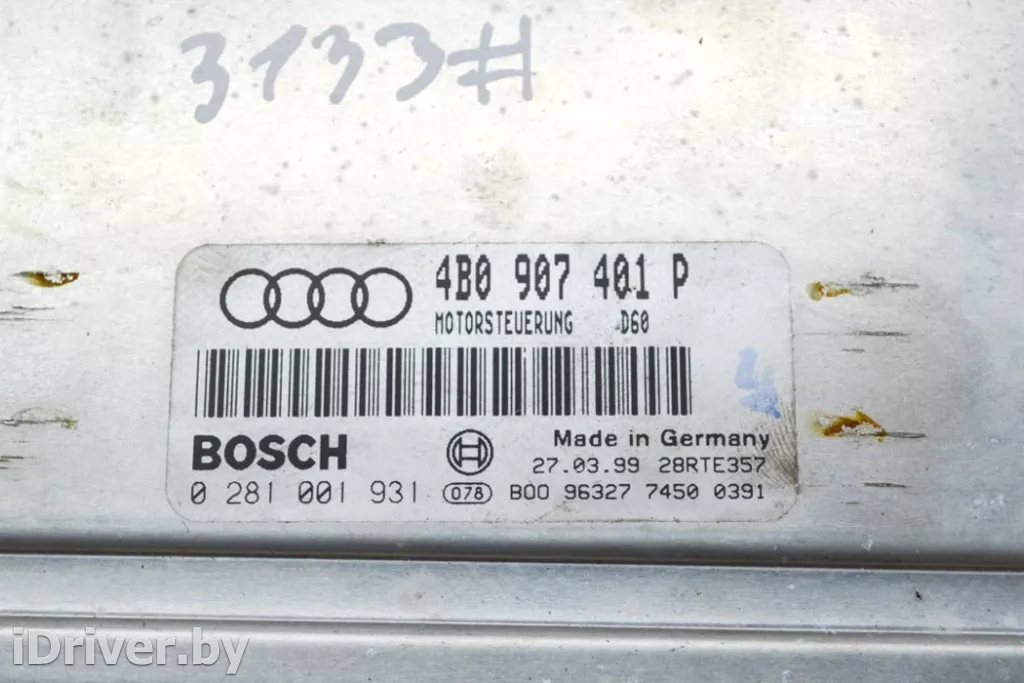 3133#
4B0 907 401 P
MOTORSTEUERUNG D60
BOSCH
Made in Germany
27.03.99 28RTE357
0 281 001 931 078 B00 96327 7450 0391
iDriver.by